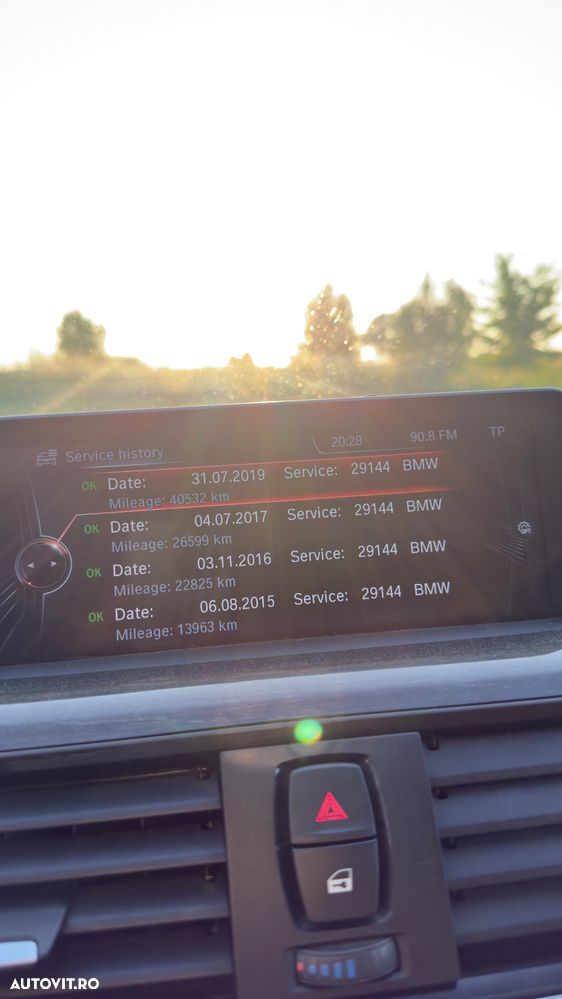 Service history 20:28 90.8 FM TP
OK Date: 31.07.2019 Service: 29144 BMW
Mileage: 40532 km
OK Date: 04.07.2017 Service: 29144 BMW
Mileage: 26599 km
OK Date: 03.11.2016 Service: 29144 BMW
Mileage: 22825 km
OK Date: 06.08.2015 Service: 29144 BMW
Mileage: 13963 km
AUTOVIT.RO